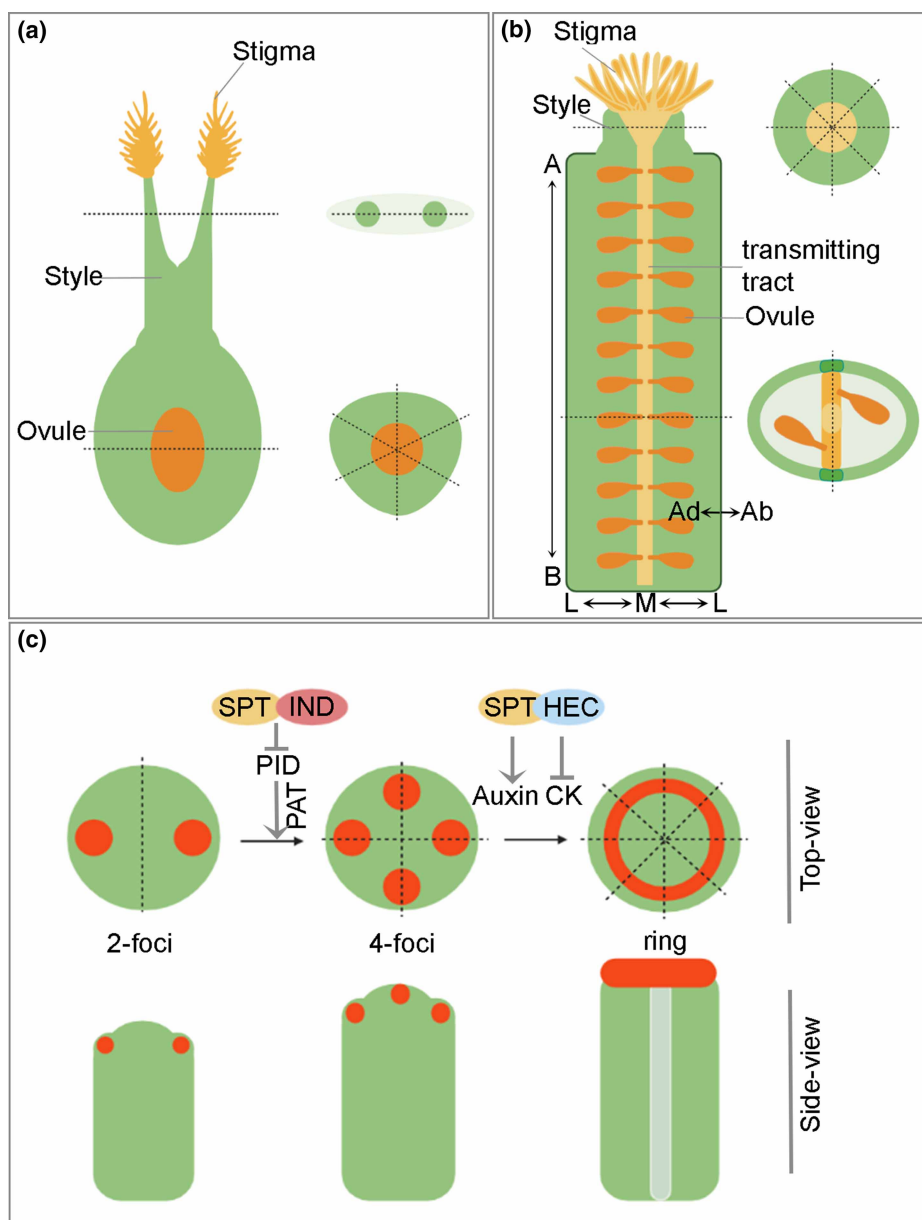 (a)
Stigma
Style
Ovule
(b)
Stigma
Style
A
transmitting
tract
Ovule
Ad
Ab
B
L
M
L
(c)
SPT
IND
PID
PAT
SPT
HEC
Auxin
CK
Top-view
2-foci
4-foci
ring
Side-view